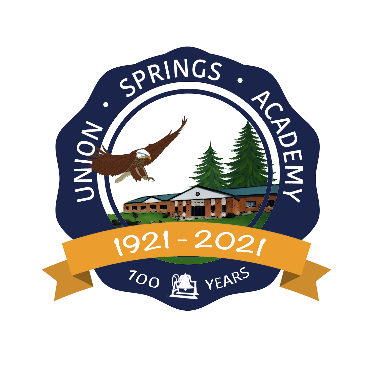 UNION · SPRINGS · ACADEMY
1921 - 2021
100 YEARS